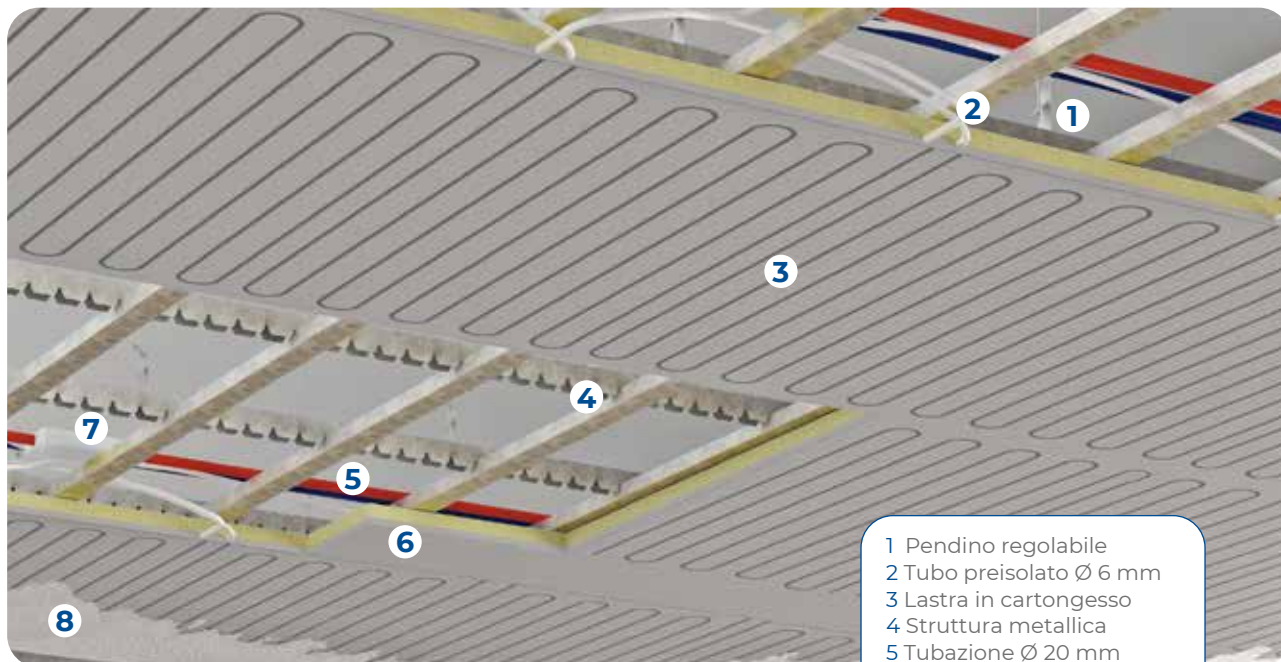 2
1
3
4
7
5
6
8
1 Pendino regolabile
2 Tubo preisolato Ø 6 mm
3 Lastra in cartongesso
4 Struttura metallica
5 Tubazione Ø 20 mm